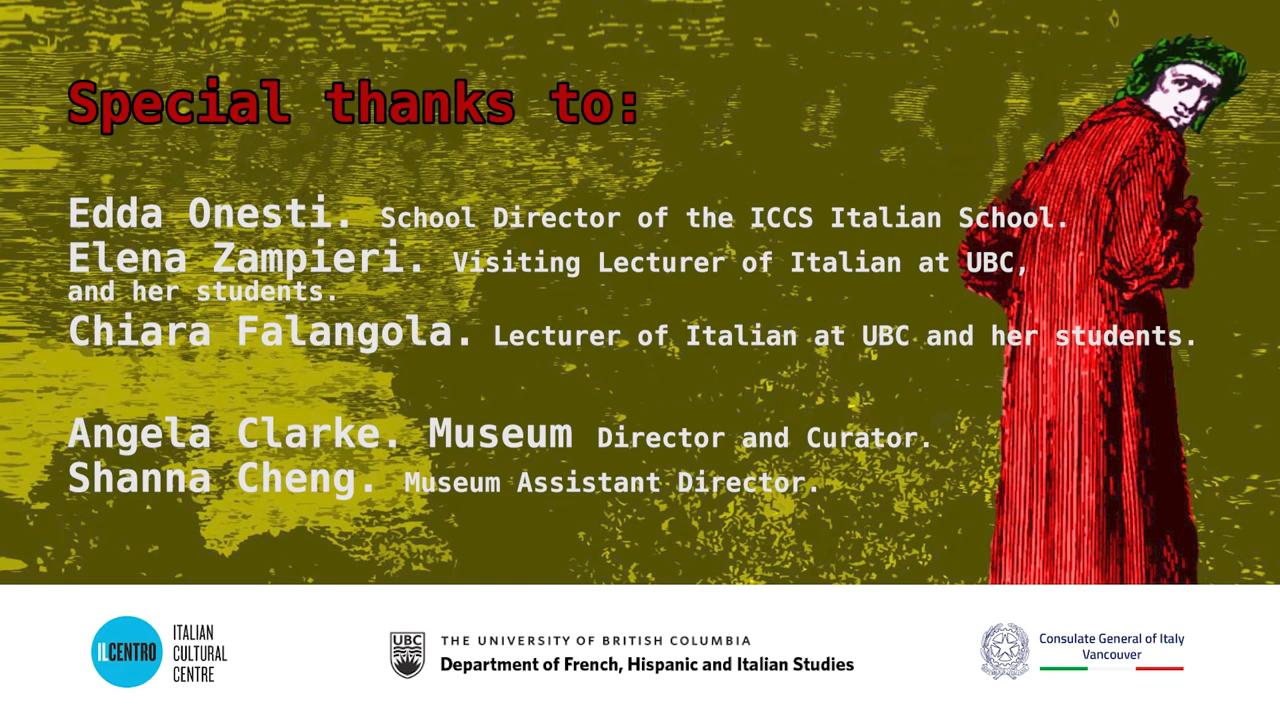 Special thanks to:
Edda Onesti. School Director of the ICCS Italian School.
Elena Zampieri. Visiting Lecturer of Italian at UBC,
and her students.
Chiara Falangola. Lecturer of Italian at UBC and her students.
Angela Clarke. Museum Director and Curator.
Shanna Cheng. Museum Assistant Director.
ILCENTRO
ITALIAN
CULTURAL
CENTRE
UBC
THE UNIVERSITY OF BRITISH COLUMBIA
Department of French, Hispanic and Italian Studies
Consulate General of Italy
Vancouver